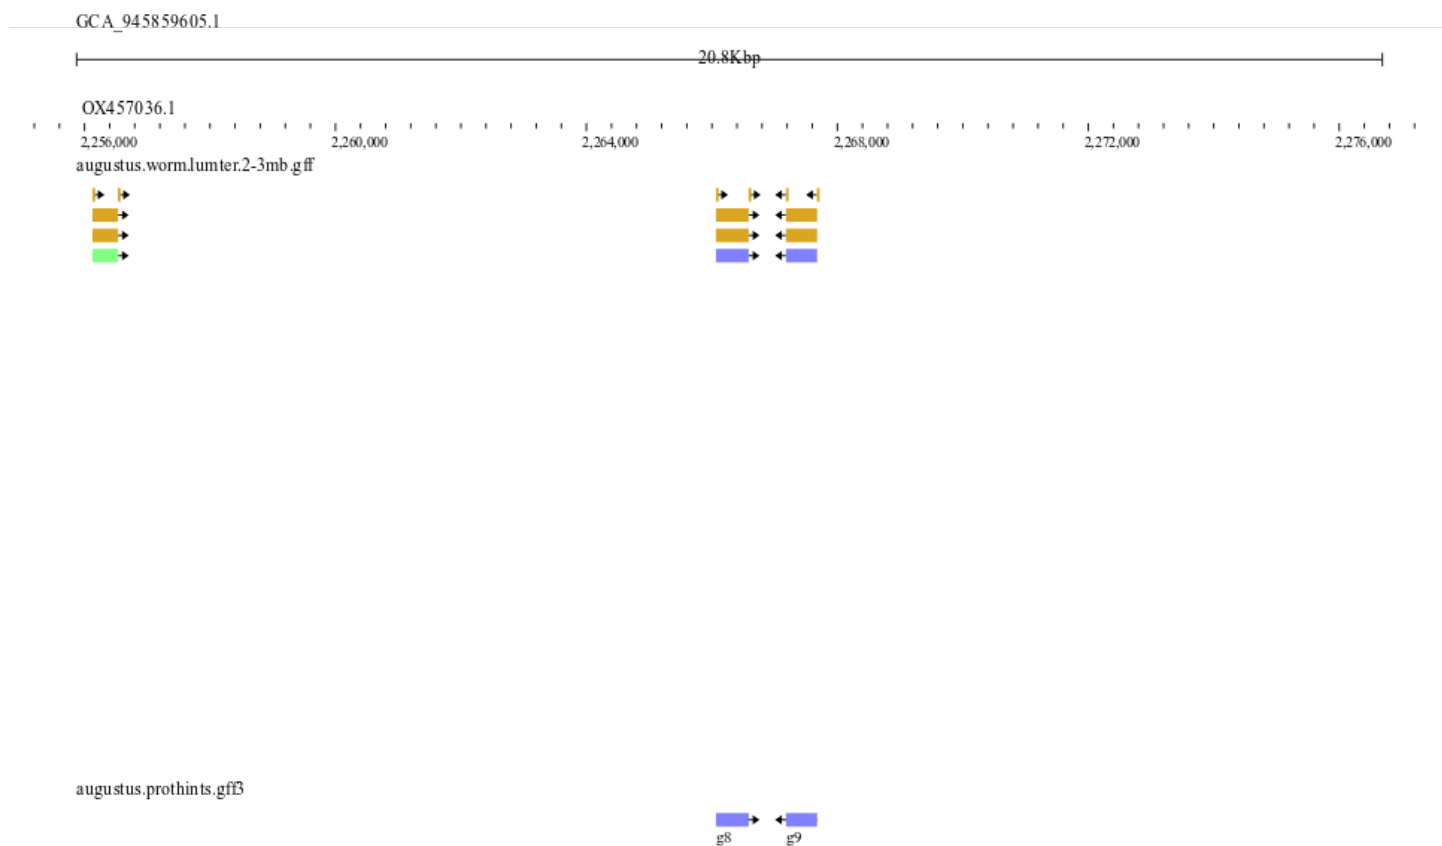 GCA_945859605.1
20.8Kbp
OX457036.1
2,256,000 2,260,000 2,264,000 2,268,000 2,272,000 2,276,000
augustus.worm.lumter.2-3mb.gff
augustus.prothints.gff3
g8 g9